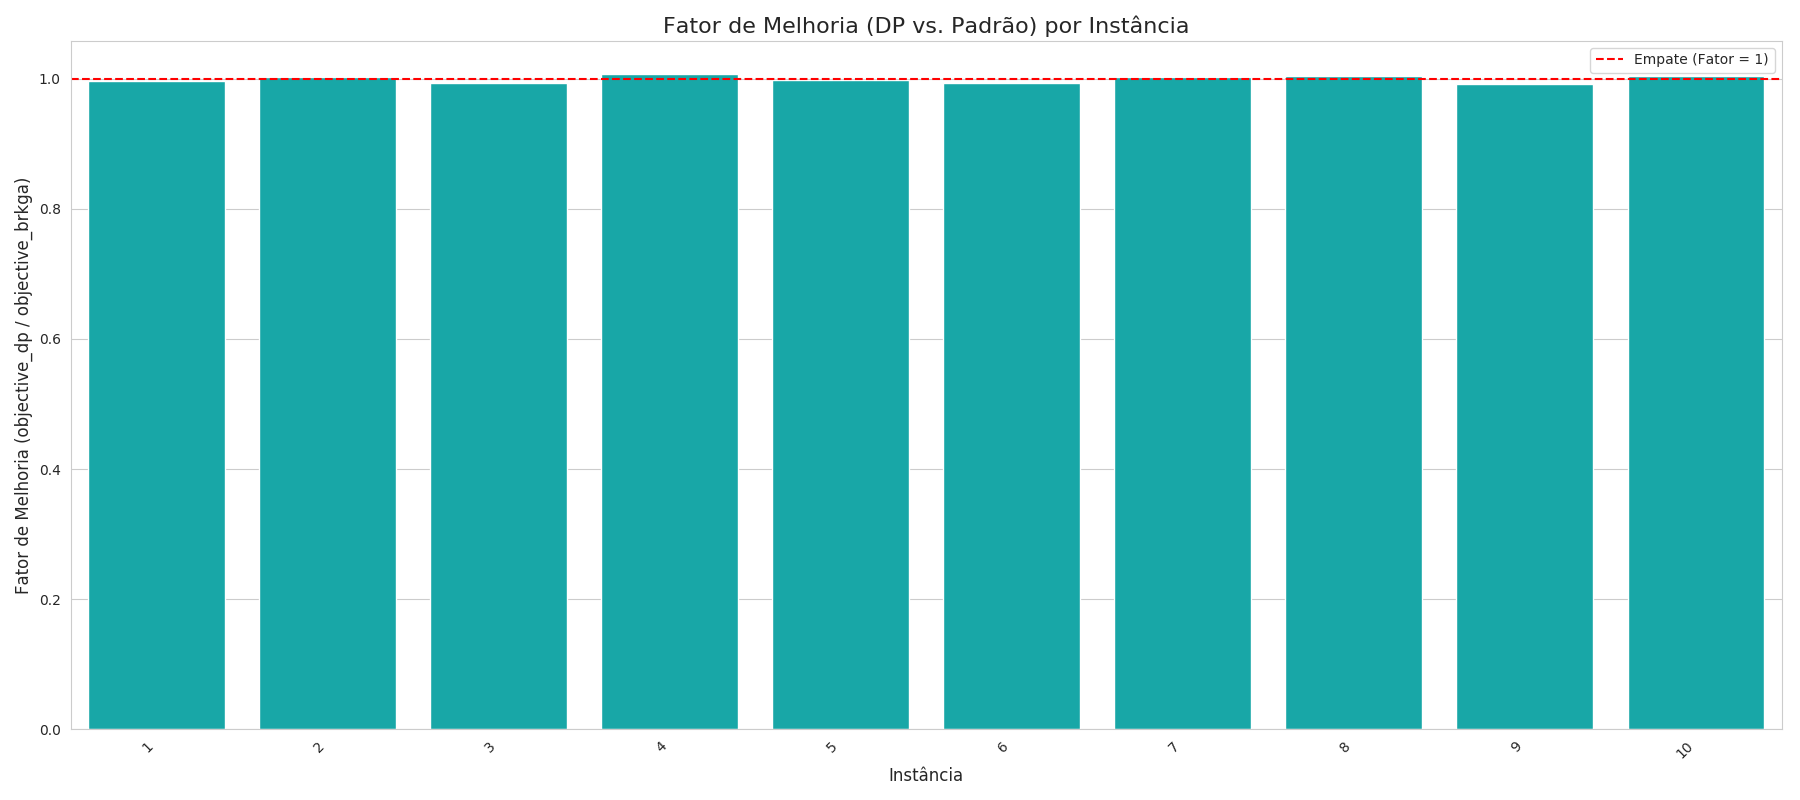 Fator de Melhoria (DP vs. Padrão) por Instância
Empate (Fator = 1)
Fator de Melhoria (objective_dp / objective_brkga)
1.0
0.8
0.6
0.4
0.2
0.0
1 2 3 4 5 6 7 8 9 10
Instância